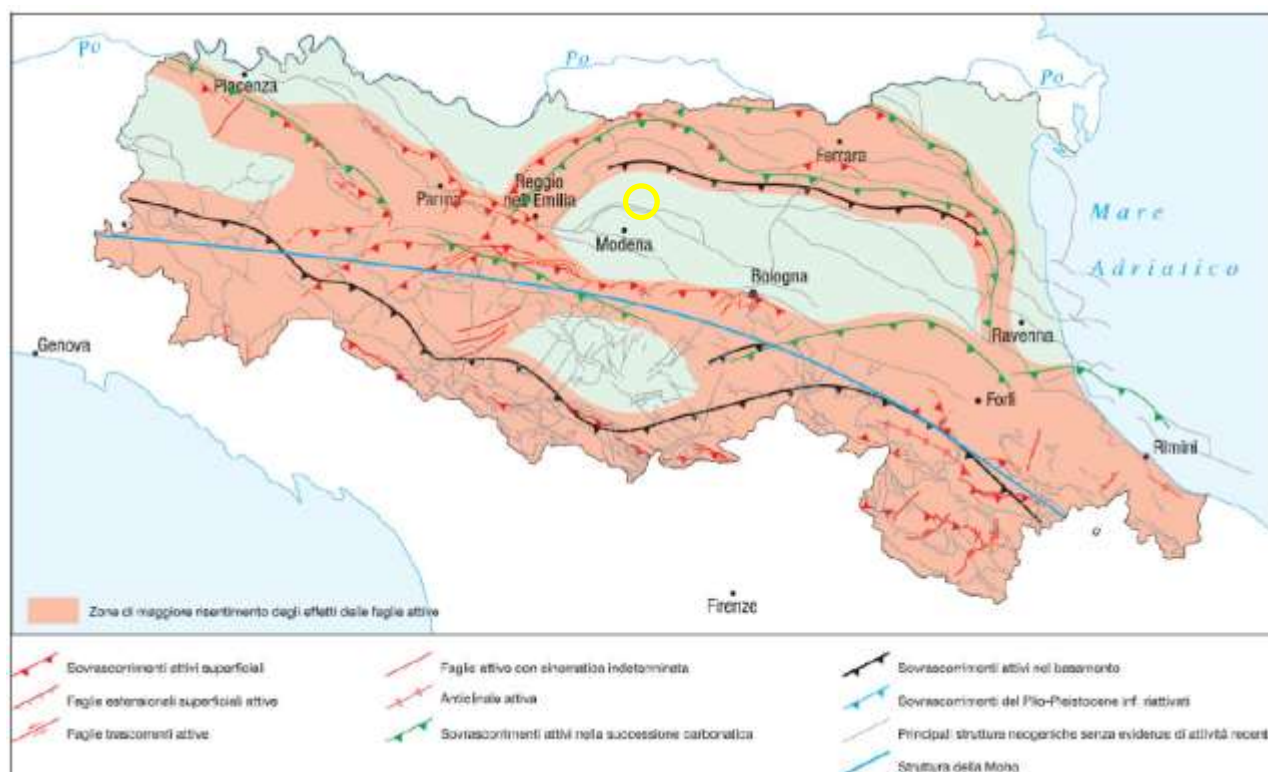 Po
Piacenza
Po
Po
Ferrara
Parma
Reggio
nell'Emilia
Modena
Mare
Adriatico
Bologna
Ravenna
Genova
Forlì
Rimini
Firenze
Zone di maggiore risentimento degli effetti delle faglie attive
Sovrascorrimenti attivi superficiali
Faglie estensionali superficiali attive
Faglie trascorrenti attive
Faglie attive con cinematica indeterminata
Anticlinale attiva
Sovrascorrimenti attivi nella successione carbonatica
Sovrascorrimenti attivi nel basamento
Sovrascorrimenti del Plio-Pleistocene inf. riattivati
Principali strutture neogeniche senza evidenze di attività recent
Struttura della Moho